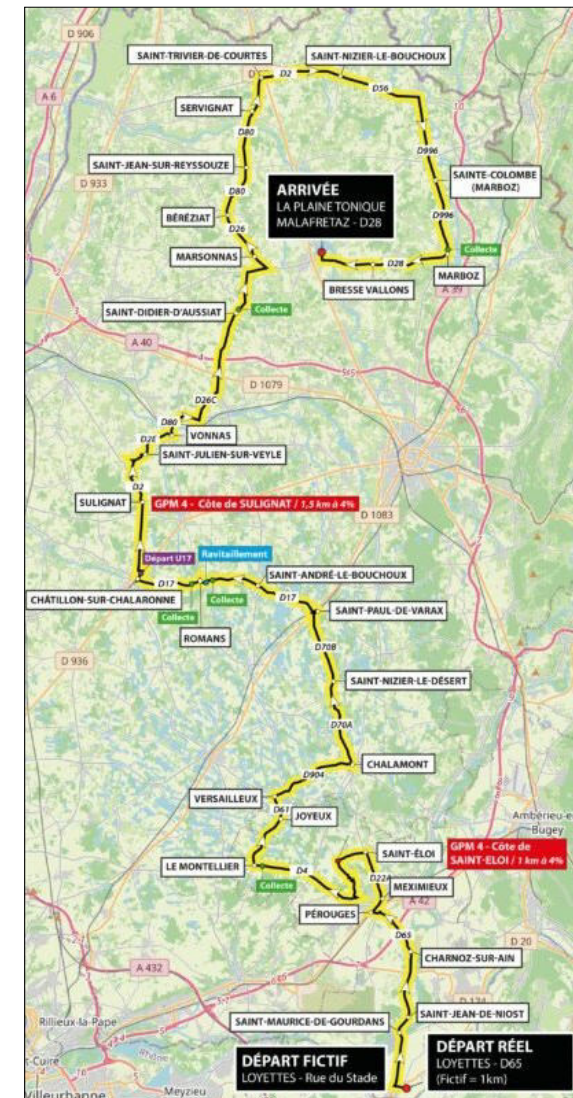 D 906
SAINT-TRIVIER-DE-COURTES
SAINT-NIZIER-LE-BOUCHOUX
D2
D56
A 6
SERVIGNAT
D80
D996
SAINT-JEAN-SUR-REYSSOUZE
D 933
ARRIVÉE
LA PLAINE TONIQUE
MALAFRETAZ - D28
SAINTE-COLOMBE
(MARBOZ)
D80
BÉRÉZIAT
D26
D996
MARSONNAS
Collecte
D28
MARBOZ
BRESSE VALLONS
A 39
SAINT-DIDIER-D'AUSSIAT
Collecte
A 40
D26C
D 1079
D80
VONNAS
D2E
SAINT-JULIEN-SUR-VEYLE
D2
SULIGNAT
GPM 4 - Côte de SULIGNAT / 1,5 km à 4%
D 1083
Départ U17
Ravitaillement
SAINT-ANDRÉ-LE-BOUCHOUX
D17
CHÂTILLON-SUR-CHALARONNE
Collecte
Collecte
D17
SAINT-PAUL-DE-VARAX
ROMANS
D70B
D 936
SAINT-NIZIER-LE-DÉSERT
D70A
CHALAMONT
D904
VERSAILLEUX
D61
JOYEUX
Ambérieu-e
Bugey
SAINT-ÉLOI
GPM 4 - Côte de
SAINT-ELOI / 1 km à 4%
LE MONTELLIER
D4
D22A
MEXIMIEUX
Collecte
A 42
PÉROUGES
D65
D 20
CHARNOZ-SUR-AIN
A 432
D 124
SAINT-JEAN-DE-NIOST
SAINT-MAURICE-DE-GOURDANS
Rillieux-la-Pape
Rhône
t-Cuire
DÉPART FICTIF
LOYETTES - Rue du Stade
DÉPART RÉEL
LOYETTES - D65
(Fictif = 1km)
Villeurbanne
Meyzieu